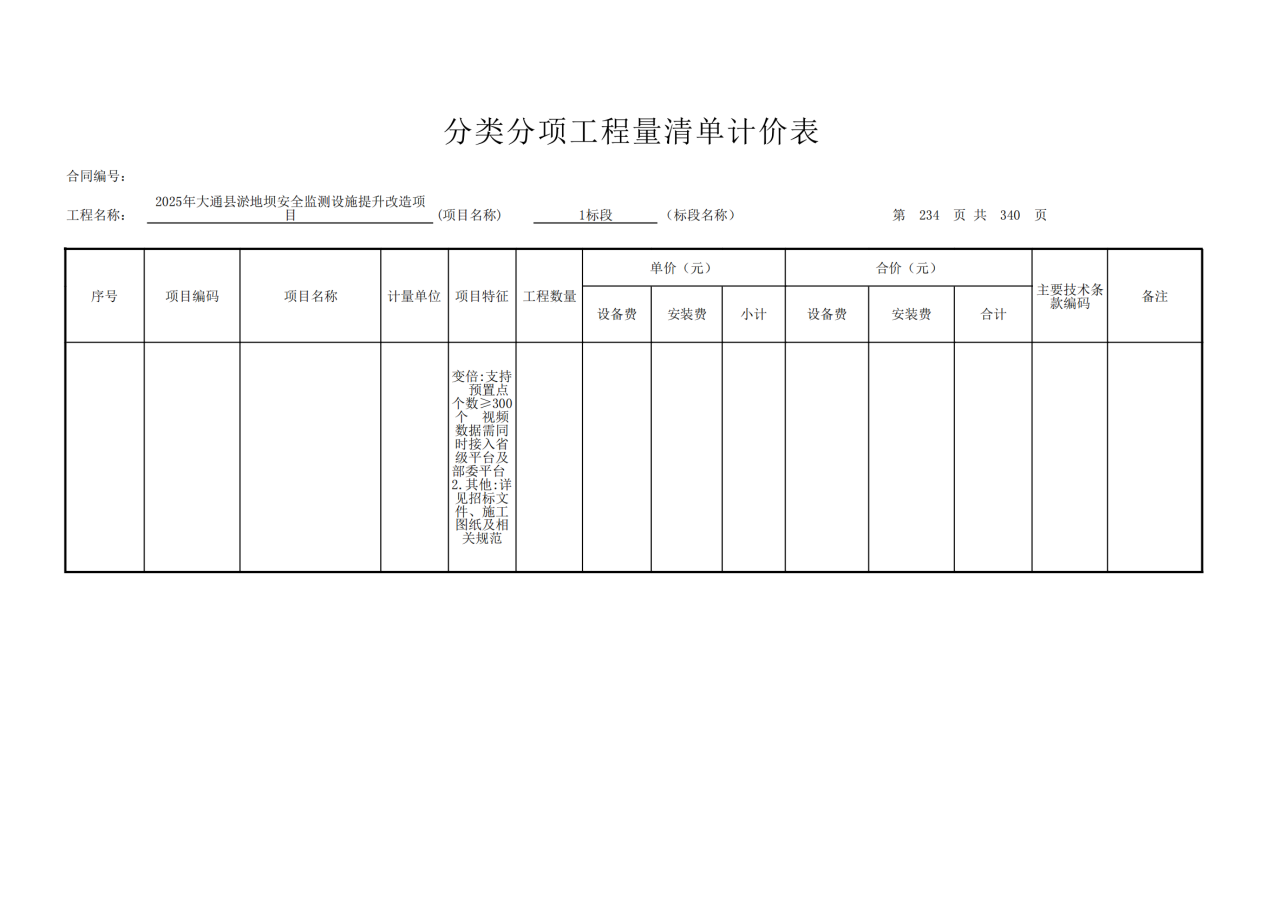 分类分项工程量清单计价表
合同编号：
2025年大通县淤地坝安全监测设施提升改造项
目
工程名称： (项目名称) 1标段 （标段名称） 第 234 页 共 340 页
单价（元） 合价（元）
序号 项目编码 项目名称 计量单位 项目特征 工程数量 设备费 安装费 小计 设备费 安装费 合计 主要技术条
款编码 备注
变倍:支持
预置点
个数≥300
个 视频
数据需同
时接入省
级平台及
部委平台
2.其他:详
见招标文
件、施工
图纸及相
关规范